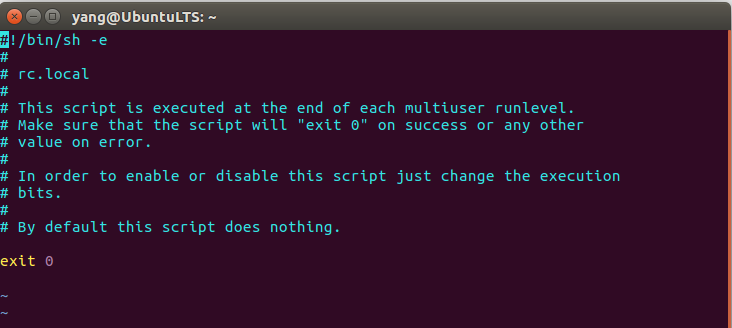 yang@UbuntuLTS: ~
#!/bin/sh -e
#
# rc.local
#
# This script is executed at the end of each multiuser runlevel.
# Make sure that the script will "exit 0" on success or any other
# value on error.
#
# In order to enable or disable this script just change the execution
# bits.
#
# By default this script does nothing.

exit 0

~
~